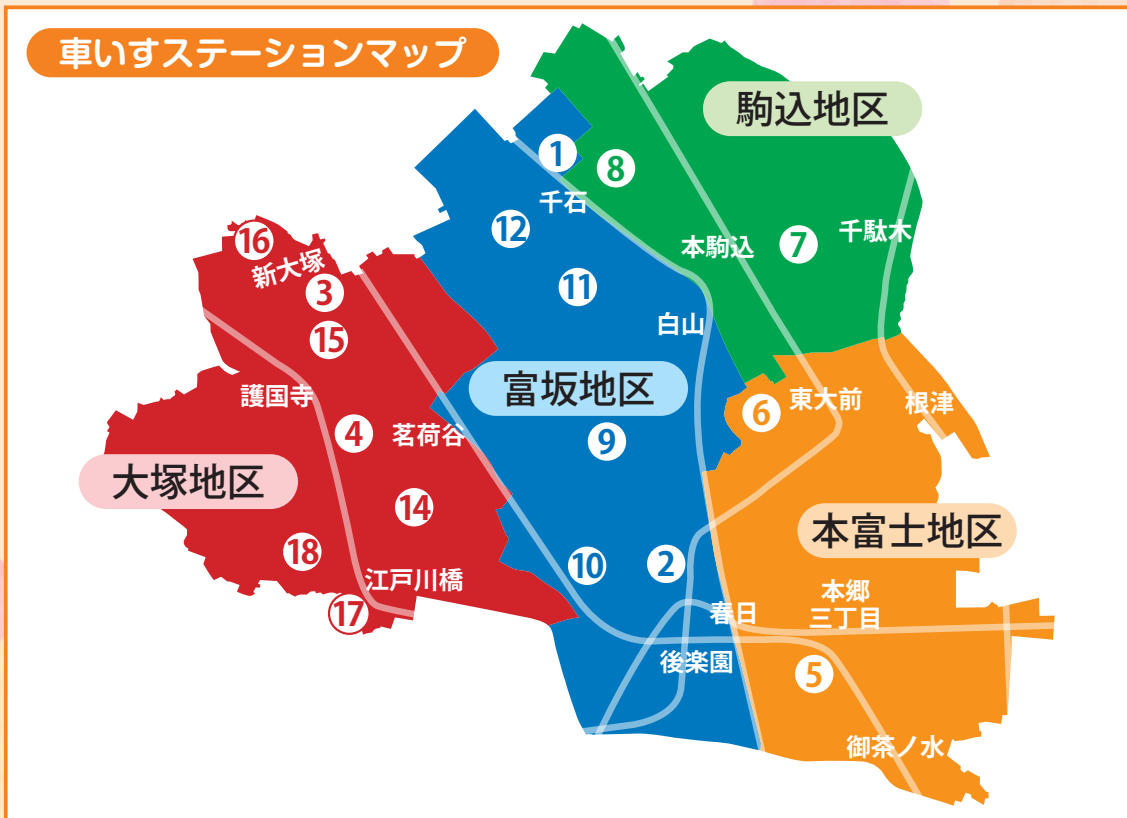 車いすステーションマップ
駒込地区
1
8
千石
12
本駒込
7
千駄木
16
新大塚
3
11
15
白山
護国寺
富坂地区
6
東大前
根津
4
茗荷谷
9
大塚地区
14
本富士地区
18
10
2
江戸川橋
17
春日
本郷
三丁目
後楽園
5
御茶ノ水